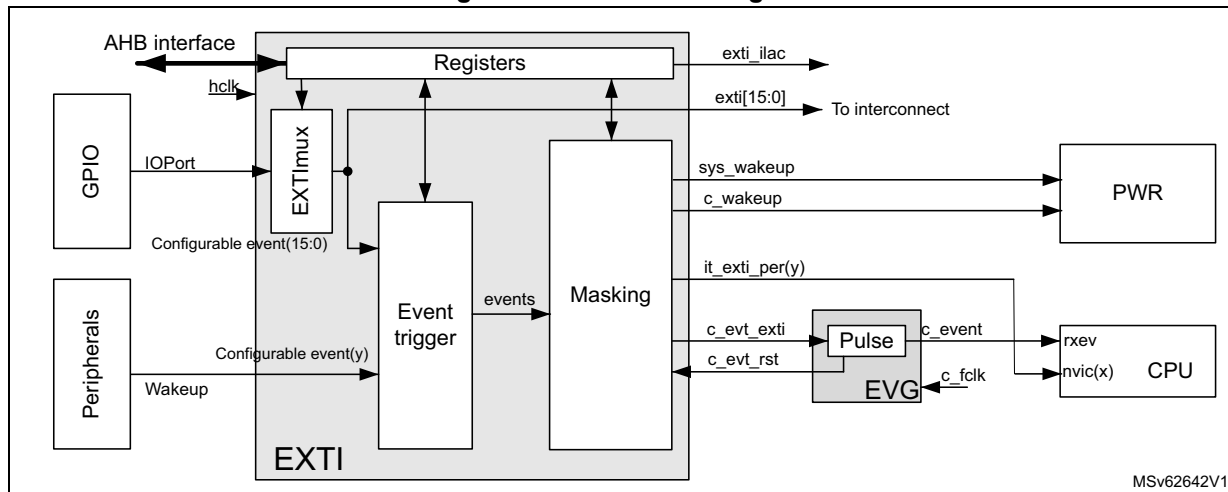 AHB interface
Registers
exti_ilac
hclk
exti[15:0]
To interconnect
GPIO
IOPort
EXTImux
sys_wakeup
c_wakeup
PWR
Configurable event(15:0)
it_exti_per(y)
Masking
events
Event
trigger
Peripherals
Configurable event(y)
Wakeup
c_evt_exti
Pulse
c_event
rxev
c_evt_rst
nvic(x)
CPU
EVG
c_fclk
EXTI
MSv62642V1